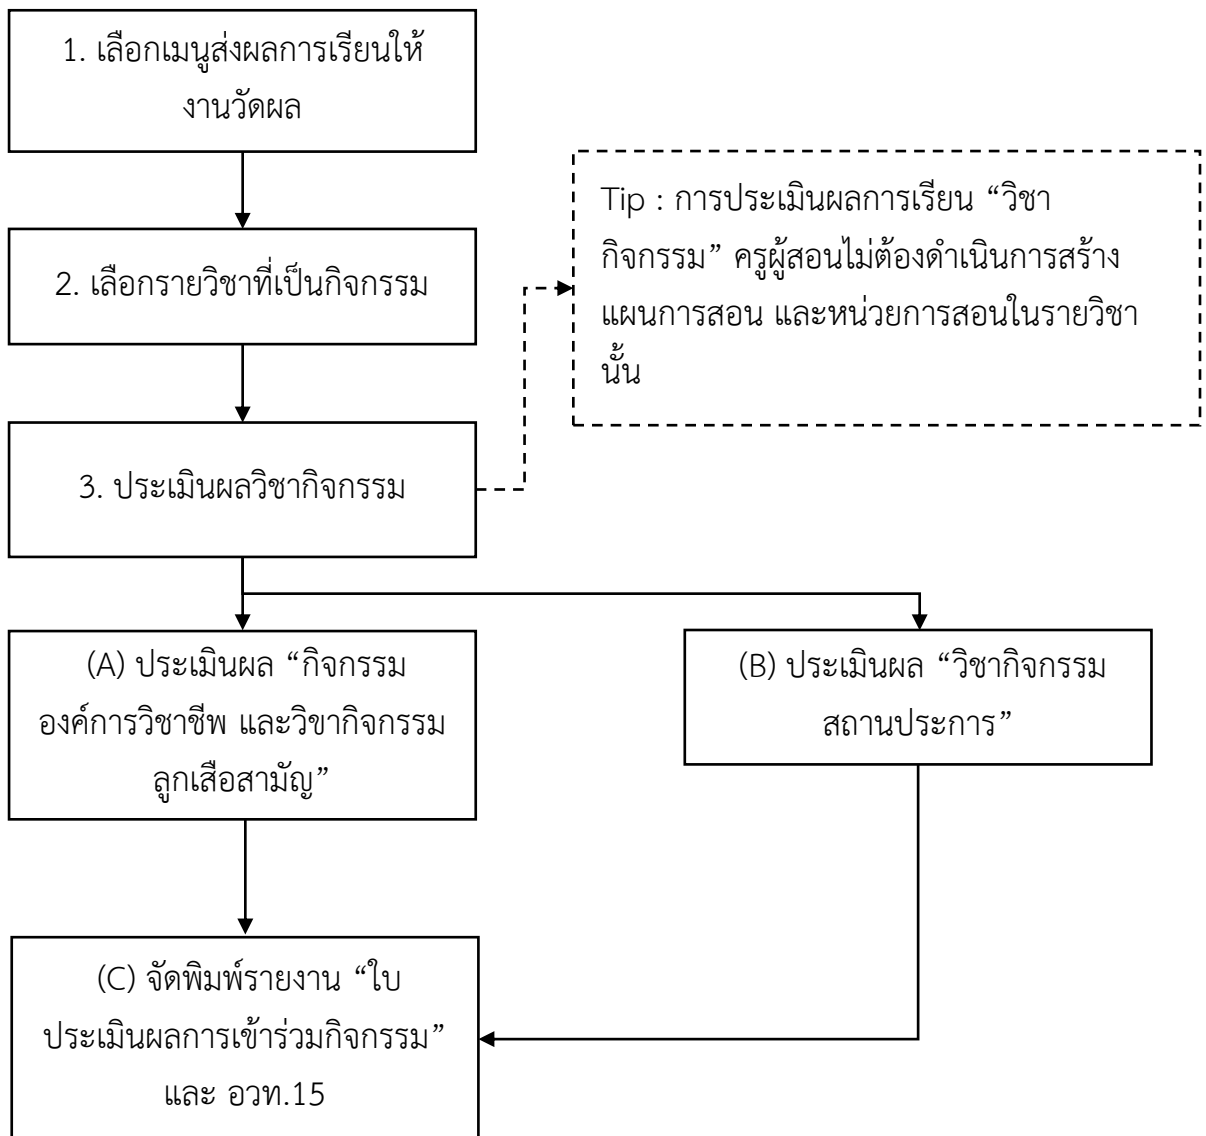 1. เลือกเมนูส่งผลการเรียนให้
งานวัดผล
Tip : การประเมินผลการเรียน “วิชา
กิจกรรม” ครูผู้สอนไม่ต้องดำเนินการสร้าง
แผนการสอน และหน่วยการสอนในรายวิชา
นั้น
2. เลือกรายวิชาที่เป็นกิจกรรม
3. ประเมินผลวิชากิจกรรม
(A) ประเมินผล “กิจกรรม
องค์การวิชาชีพ และวิขากิจกรรม
ลูกเสือสามัญ”
(B) ประเมินผล “วิชากิจกรรม
สถานประการ”
(C) จัดพิมพ์รายงาน “ใบ
ประเมินผลการเข้าร่วมกิจกรรม”
และ อวท.15